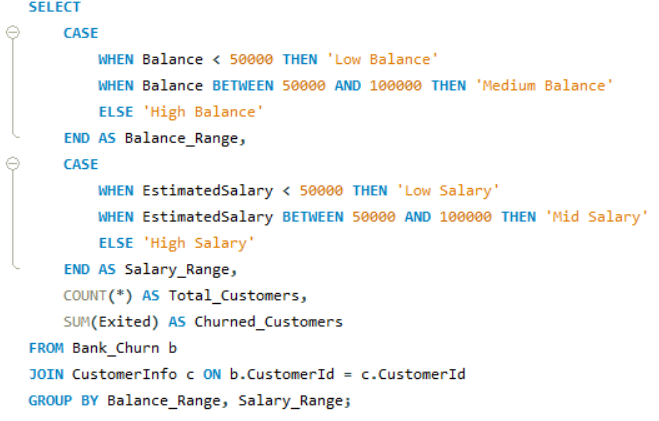 SELECT
CASE
WHEN Balance < 50000 THEN 'Low Balance'
WHEN Balance BETWEEN 50000 AND 100000 THEN 'Medium Balance'
ELSE 'High Balance'
END AS Balance_Range,
CASE
WHEN EstimatedSalary < 50000 THEN 'Low Salary'
WHEN EstimatedSalary BETWEEN 50000 AND 100000 THEN 'Mid Salary'
ELSE 'High Salary'
END AS Salary_Range,
COUNT(*) AS Total_Customers,
SUM(Exited) AS Churned_Customers
FROM Bank_Churn b
JOIN CustomerInfo c ON b.CustomerId = c.CustomerId
GROUP BY Balance_Range, Salary_Range;